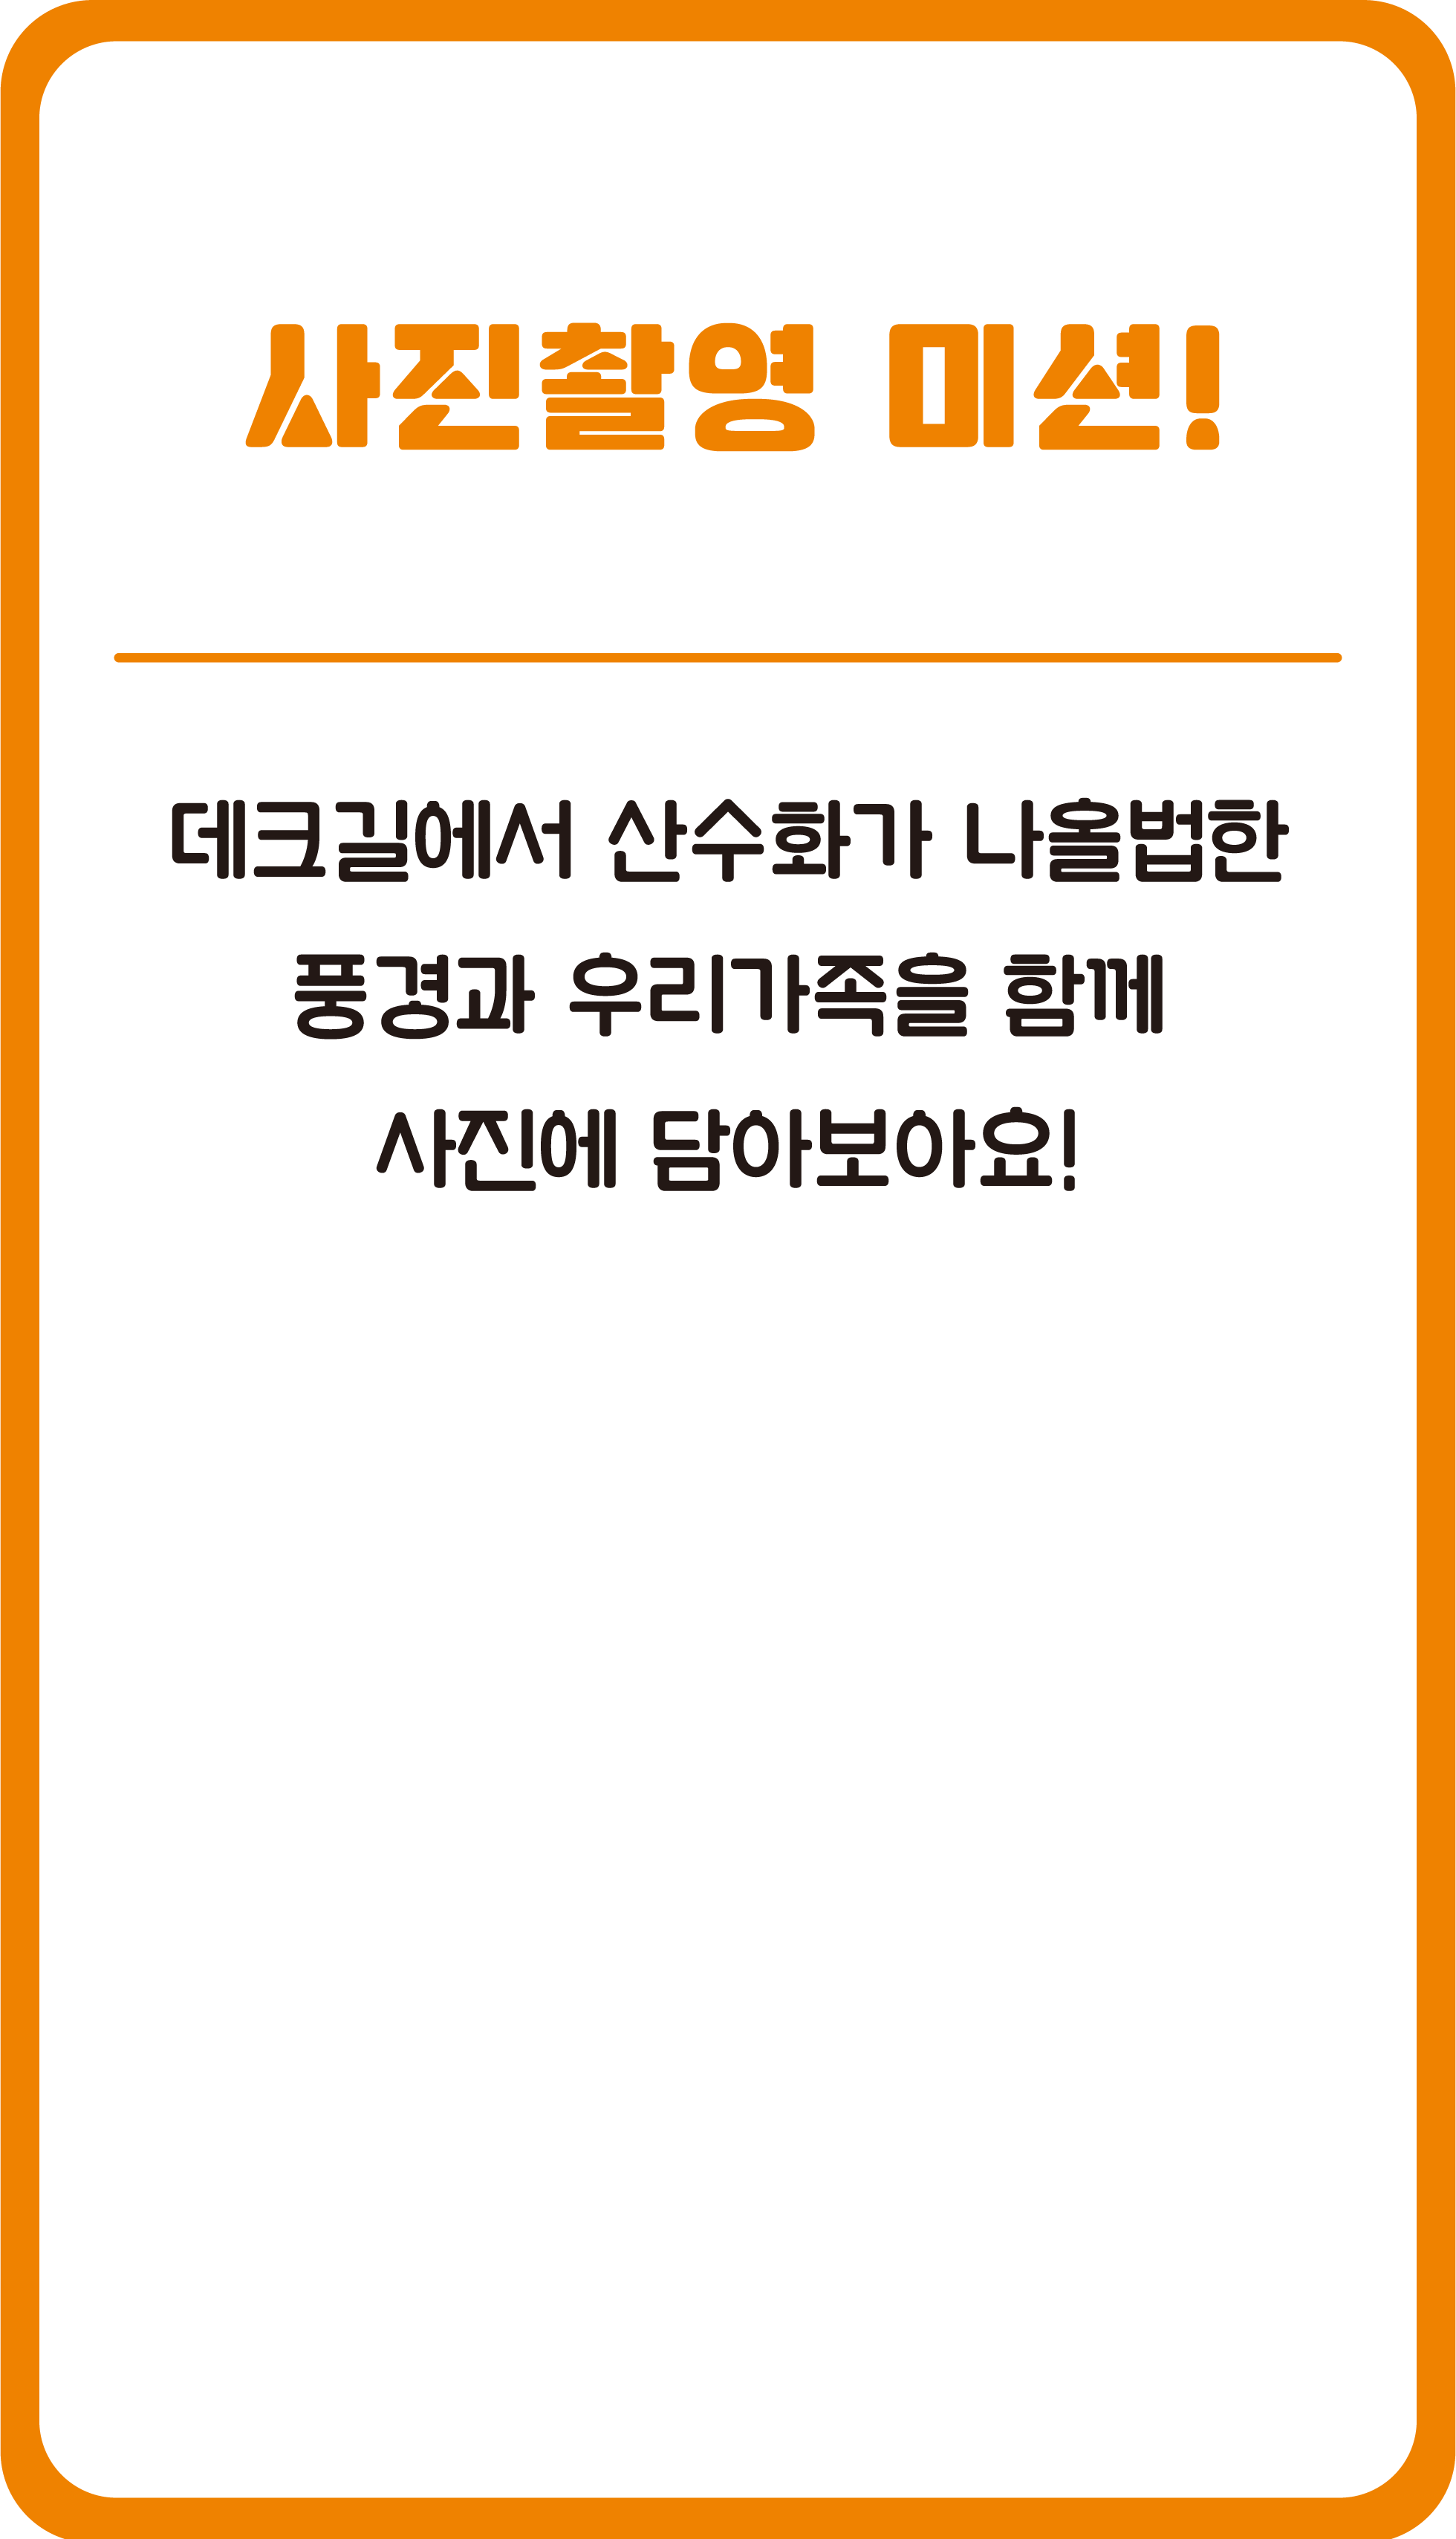 사진촬영 미션!
데크길에서 산수화가 나올법한
풍경과 우리가족을 함께
사진에 담아보아요!